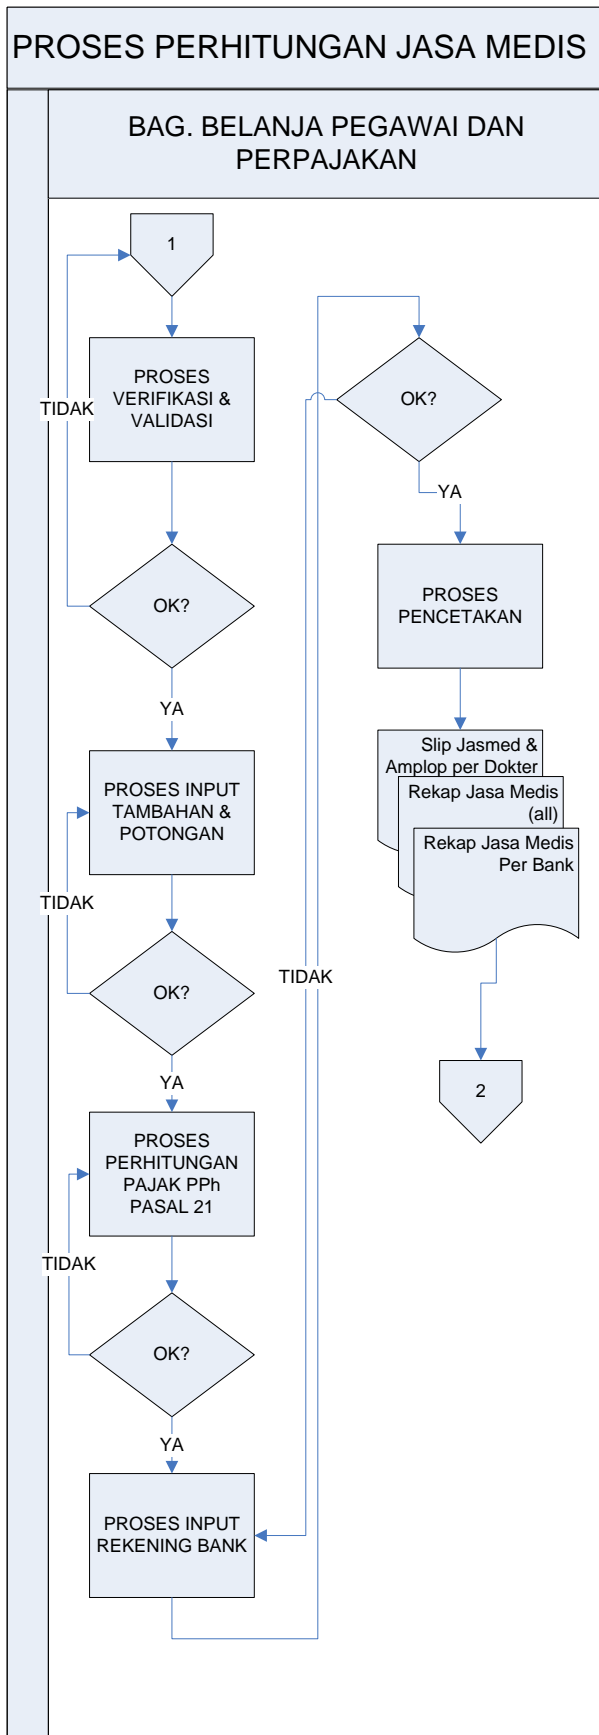 PROSES PERHITUNGAN JASA MEDIS
BAG. BELANJA PEGAWAI DAN
PERPAJAKAN
1
PROSES
VERIFIKASI &
VALIDASI
TIDAK
OK?
YA
PROSES INPUT
TAMBAHAN &
POTONGAN
TIDAK
OK?
YA
PROSES
PERHITUNGAN
PAJAK PPh
PASAL 21
TIDAK
OK?
YA
PROSES INPUT
REKENING BANK
OK?
TIDAK
YA
PROSES
PENCETAKAN
Slip Jasmed &
Amplop per Dokter
Rekap Jasa Medis
(all)
Rekap Jasa Medis
Per Bank
2